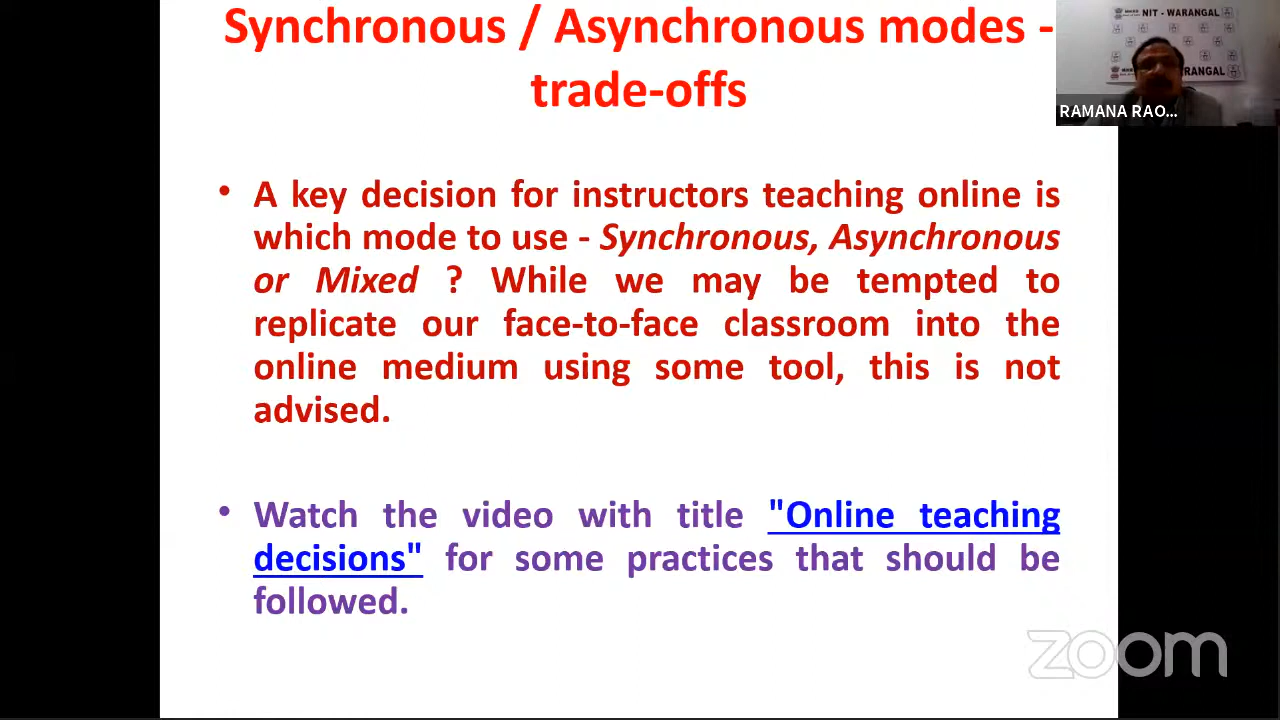 Synchronous / Asynchronous modes -
trade-offs
NIT - WARANGAL
RANGAL
RAMANA RAO...
• A key decision for instructors teaching online is
which mode to use - Synchronous, Asynchronous
or Mixed ? While we may be tempted to
replicate our face-to-face classroom into the
online medium using some tool, this is not
advised.
• Watch the video with title "Online teaching
decisions" for some practices that should be
followed.
zoom